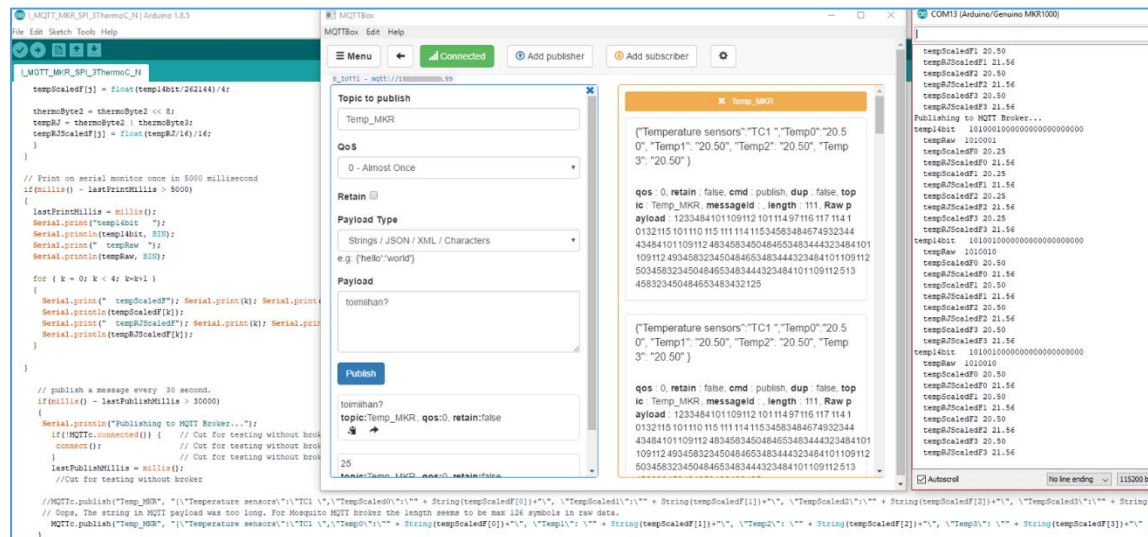 I_MQTT_MKR_SPI_3ThermoC_N | Arduino 1.8.5
File Edit Sketch Tools Help
I_MQTT_MKR_SPI_3ThermoC_N
tempScaledF[j] = float(temp14bit/262144)/4;
thermoByte2 = thermoByte2 << 8;
tempRJ = thermoByte2 | thermoByte3;
tempRJScaledF[j] = float(tempRJ/16)/16;
}
}
// Print on serial monitor once in 5000 millisecond
if(millis() - lastPrintMillis > 5000)
{
lastPrintMillis = millis();
Serial.print("temp14bit   ");
Serial.println(temp14bit, BIN);
Serial.print("  tempRaw  ");
Serial.println(tempRaw, BIN);
for ( k = 0; k < 4; k=k+1 )
{
Serial.print("  tempScaledF"); Serial.print(k); Serial.print(
Serial.println(tempScaledF[k]);
Serial.print("  tempRJScaledF"); Serial.print(k); Serial.prin
Serial.println(tempRJScaledF[k]);
}
}
// publish a message every  30 second.
if(millis() - lastPublishMillis > 30000)
{
Serial.println("Publishing to MQTT Broker...");
if(!MQTTc.connected()) {    // Cut for testing without brok
connect();    // Cut for testing without brok
}    // Cut for testing without brok
lastPublishMillis = millis();
//Cut for testing without broker
//MQTTc.publish("Temp_MKR", "{\"Temperature sensors\":\"TC1 \",\"TempScaled0\":\"" + String(tempScaledF[0])+"\", \"TempScaled1\":\"" + String(tempScaledF[1])+"\", \"TempScaled2\":\"" + String(tempScaledF[2])+"\", \"TempScaled3\":\"" + String
// Oops, The string in MQTT payload was too long. For Mosquito MQTT broker the length seems to be max 126 symbols in raw data.
MQTTc.publish("Temp_MKR", "{\"Temperature sensors\":\"TC1 \",\"Temp0\":\"" + String(tempScaledF[0])+"\", \"Temp1\": \"" + String(tempScaledF[1])+"\", \"Temp2\": \"" + String(tempScaledF[2])+"\", \"Temp3\": \"" + String(tempScaledF[3])+"\"
}
MQTTBox
MQTTBox Edit Help
Menu
Connected
Add publisher
Add subscriber
Topic to publish
Temp_MKR
QoS
0 - Almost Once
Retain
Payload Type
Strings / JSON / XML / Characters
e.g: {'hello':'world'}
Payload
toimiihan?
Publish
toimiihan?
topic:Temp_MKR, qos:0, retain:false
25
topic:Temp_MKR, qos:0, retain:false
Temp_MKR
{"Temperature sensors":"TC1 ","Temp0":"20.5
0", "Temp1": "20.50", "Temp2": "20.50", "Temp
3": "20.50" }
qos : 0, retain : false, cmd : publish, dup : false, top
ic : Temp_MKR, messageId : , length : 111, Raw p
ayload :
{"Temperature sensors":"TC1 ","Temp0":"20.5
0", "Temp1": "20.50", "Temp2": "20.50", "Temp
3": "20.50" }
qos : 0, retain : false, cmd : publish, dup : false, top
ic : Temp_MKR, messageId : , length : 111, Raw p
ayload :
COM13 (Arduino/Genuino MKR1000)
tempScaledF1 20.50
tempRJScaledF1 21.56
tempScaledF2 20.50
tempRJScaledF2 21.56
tempScaledF3 20.50
tempRJScaledF3 21.56
Publishing to MQTT Broker...
temp14bit
tempRaw  1010001
tempScaledF0 20.25
tempRJScaledF0 21.56
tempScaledF1 20.25
tempRJScaledF1 21.56
tempScaledF2 20.25
tempRJScaledF2 21.56
tempScaledF3 20.25
tempRJScaledF3 21.56
temp14bit
tempRaw  1010010
tempScaledF0 20.50
tempRJScaledF0 21.56
tempScaledF1 20.50
tempRJScaledF1 21.56
tempScaledF2 20.50
tempRJScaledF2 21.56
tempScaledF3 20.50
tempRJScaledF3 21.56
temp14bit
tempRaw  1010010
tempScaledF0 20.50
tempRJScaledF0 21.56
tempScaledF1 20.50
tempRJScaledF1 21.56
tempScaledF2 20.50
tempRJScaledF2 21.56
tempScaledF3 20.50
tempRJScaledF3 21.56
Autoscroll
No line ending
115200 b